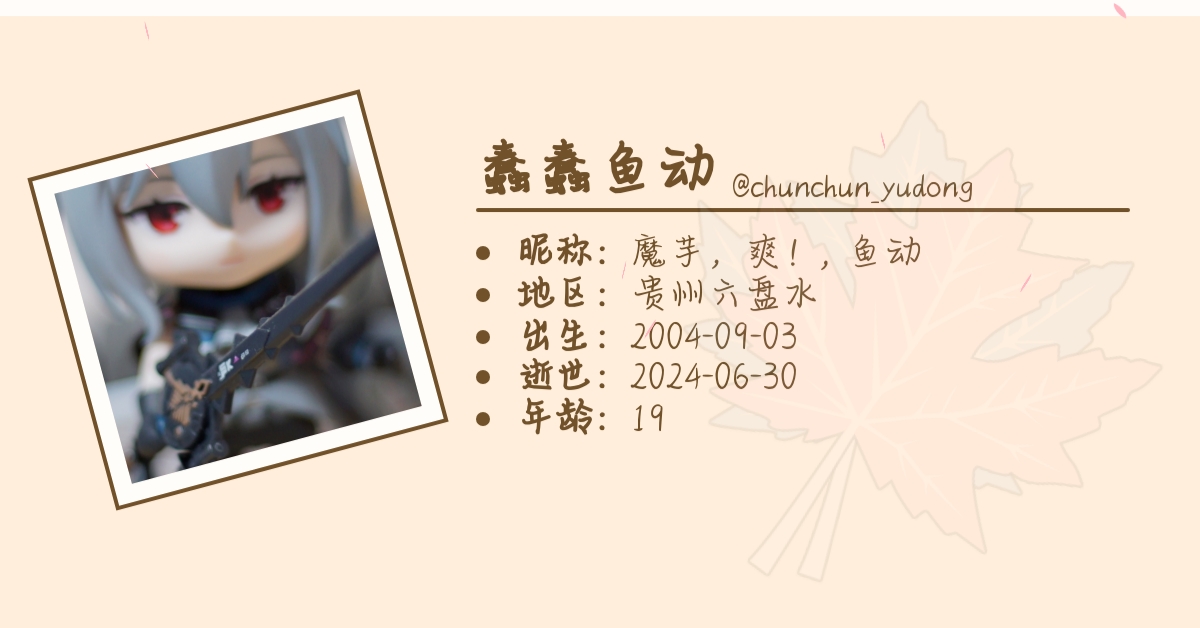 蠢蠢鱼动 @chunchun_yudong
昵称：魔芋，爽！，鱼动
地区：贵州六盘水
出生：2004-09-03
逝世：2024-06-30
年龄：19